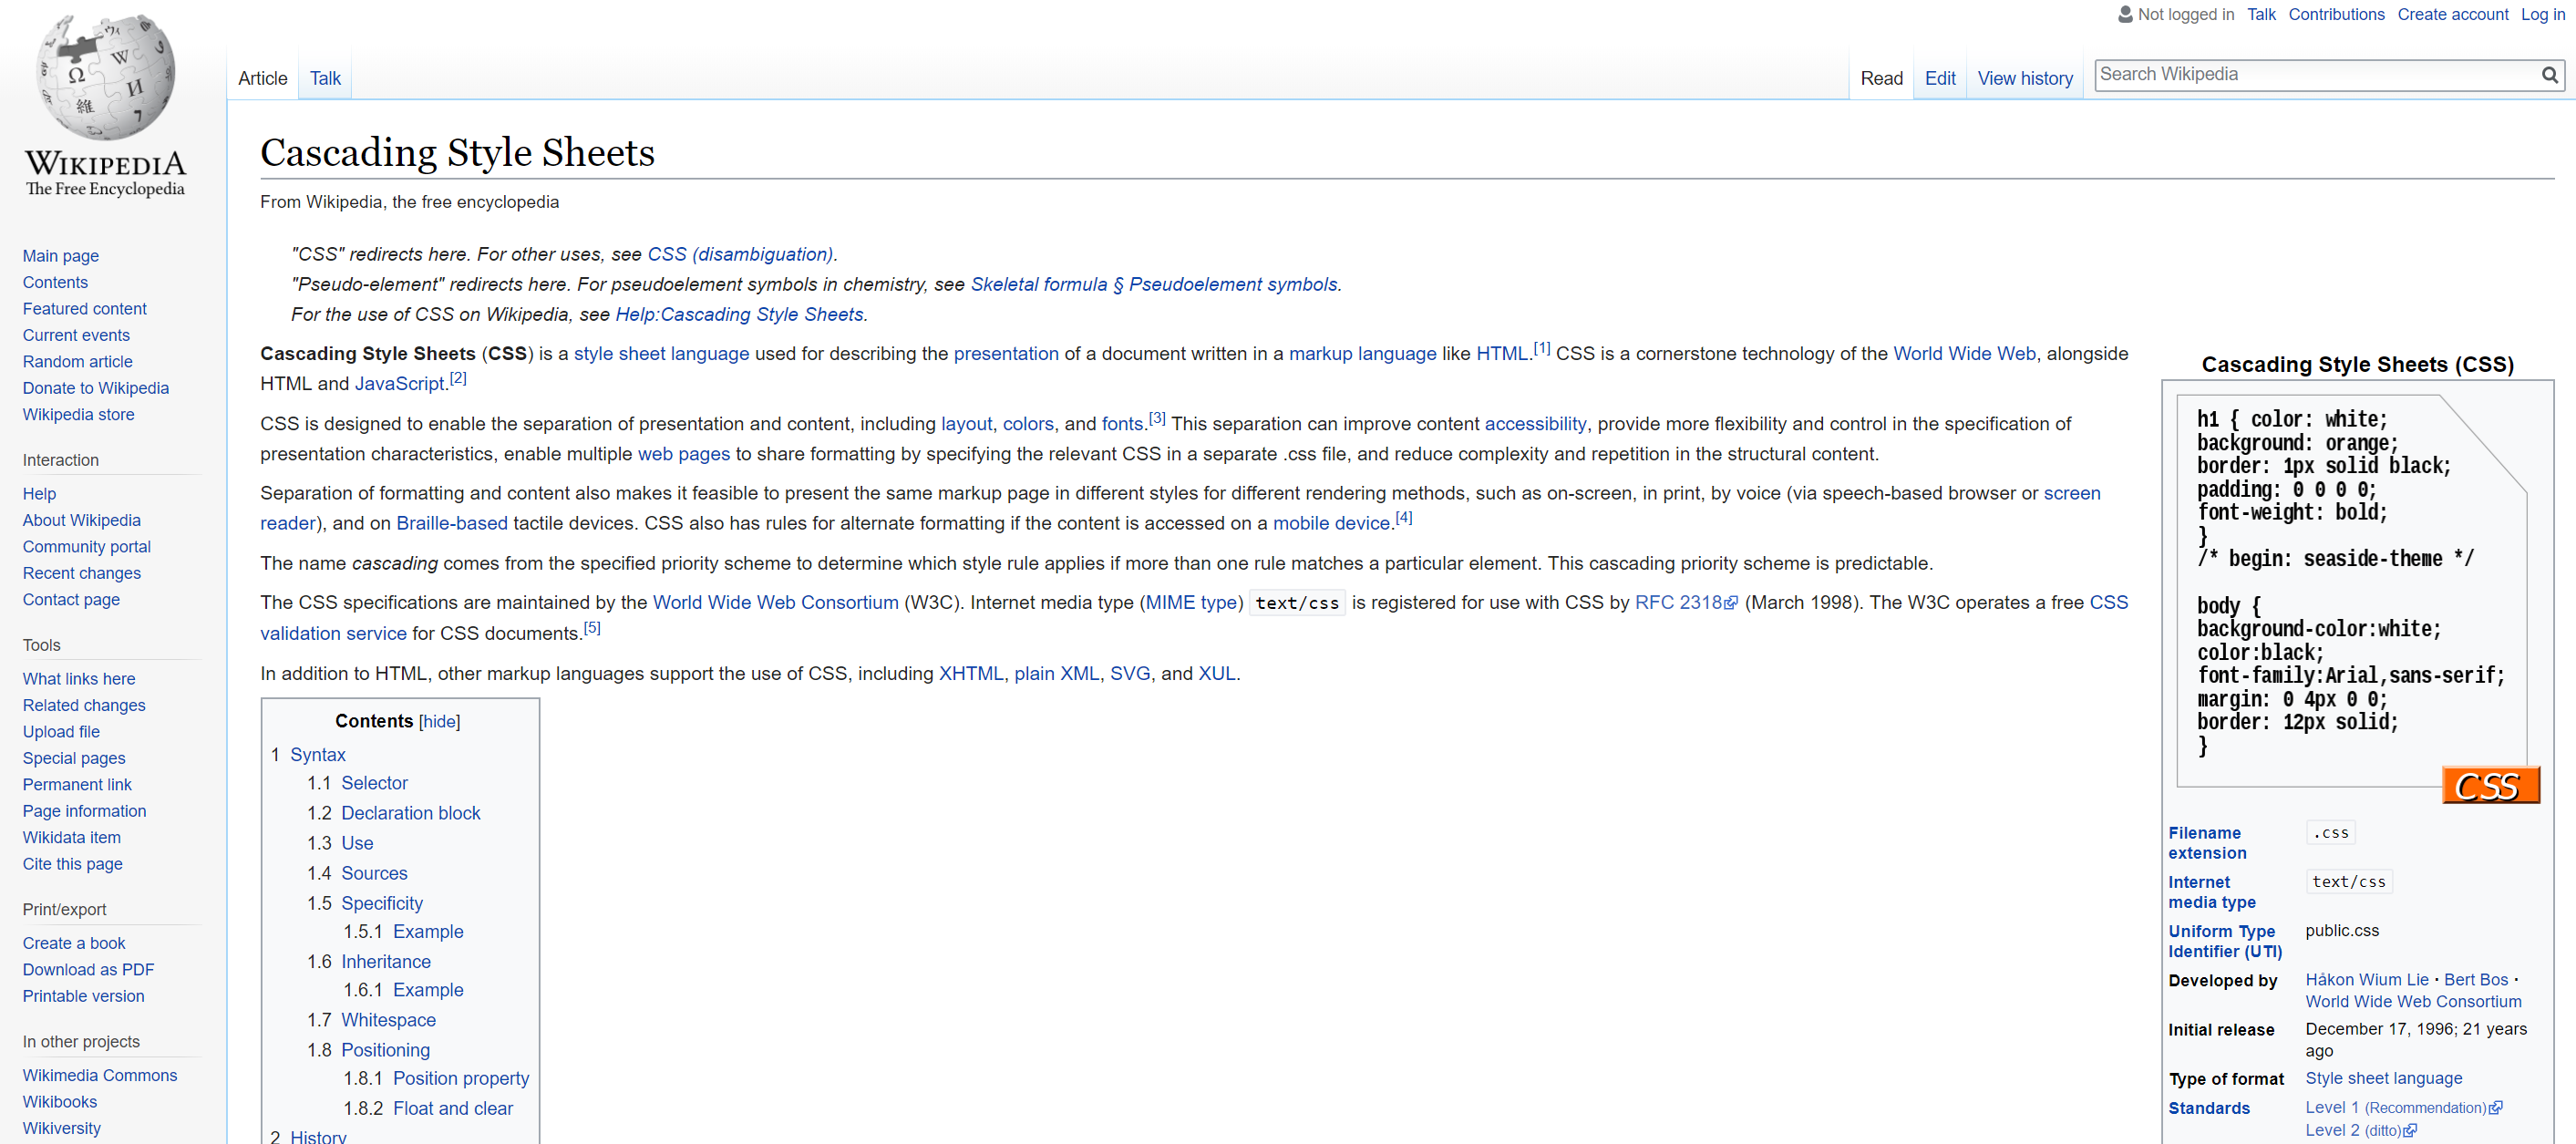 Not logged in Talk Contributions Create account Log in
Article Talk
Read Edit View history Search Wikipedia
WIKIPEDIA
The Free Encyclopedia
Main page
Contents
Featured content
Current events
Random article
Donate to Wikipedia
Wikipedia store
Interaction
Help
About Wikipedia
Community portal
Recent changes
Contact page
Tools
What links here
Related changes
Upload file
Special pages
Permanent link
Page information
Wikidata item
Cite this page
Print/export
Create a book
Download as PDF
Printable version
In other projects
Wikimedia Commons
Wikibooks
Wikiversity
Cascading Style Sheets
From Wikipedia, the free encyclopedia
"CSS" redirects here. For other uses, see CSS (disambiguation).
"Pseudo-element" redirects here. For pseudoelement symbols in chemistry, see Skeletal formula § Pseudoelement symbols.
For the use of CSS on Wikipedia, see Help:Cascading Style Sheets.
Cascading Style Sheets (CSS) is a style sheet language used for describing the presentation of a document written in a markup language like HTML.[1] CSS is a cornerstone technology of the World Wide Web, alongside
HTML and JavaScript.[2]
CSS is designed to enable the separation of presentation and content, including layout, colors, and fonts.[3] This separation can improve content accessibility, provide more flexibility and control in the specification of
presentation characteristics, enable multiple web pages to share formatting by specifying the relevant CSS in a separate .css file, and reduce complexity and repetition in the structural content.
Separation of formatting and content also makes it feasible to present the same markup page in different styles for different rendering methods, such as on-screen, in print, by voice (via speech-based browser or screen
reader), and on Braille-based tactile devices. CSS also has rules for alternate formatting if the content is accessed on a mobile device.[4]
The name cascading comes from the specified priority scheme to determine which style rule applies if more than one rule matches a particular element. This cascading priority scheme is predictable.
The CSS specifications are maintained by the World Wide Web Consortium (W3C). Internet media type (MIME type) text/css is registered for use with CSS by RFC 2318 (March 1998). The W3C operates a free CSS
validation service for CSS documents.[5]
In addition to HTML, other markup languages support the use of CSS, including XHTML, plain XML, SVG, and XUL.
Contents [hide]
1 Syntax
1.1 Selector
1.2 Declaration block
1.3 Use
1.4 Sources
1.5 Specificity
1.5.1 Example
1.6 Inheritance
1.6.1 Example
1.7 Whitespace
1.8 Positioning
1.8.1 Position property
1.8.2 Float and clear
2 History
Cascading Style Sheets (CSS)
h1 { color: white;
background: orange;
border: 1px solid black;
padding: 0 0 0 0;
font-weight: bold;
}
/* begin: seaside-theme */
body {
background-color:white;
color:black;
font-family:Arial,sans-serif;
margin: 0 4px 0 0;
border: 12px solid;
}
CSS
Filename .css
extension
Internet text/css
media type
Uniform Type public.css
Identifier (UTI)
Developed by Håkon Wium Lie · Bert Bos ·
World Wide Web Consortium
Initial release December 17, 1996; 21 years
ago
Type of format Style sheet language
Standards Level 1 (Recommendation)
Level 2 (ditto)